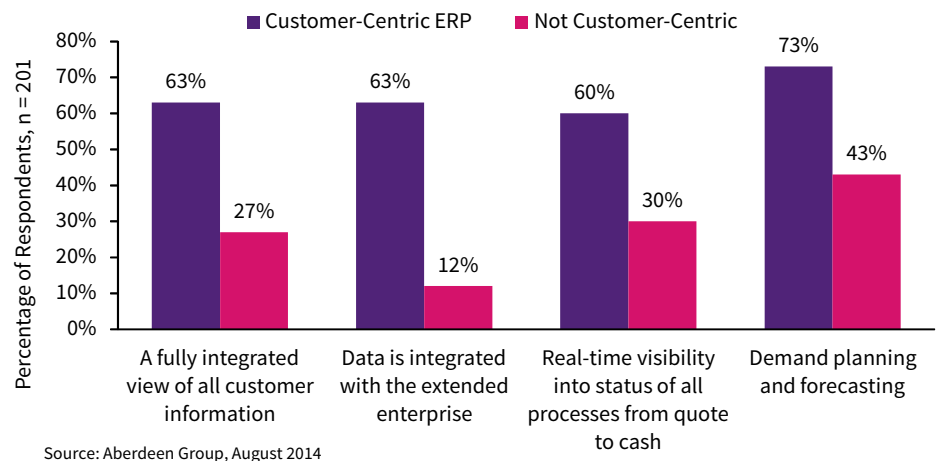 Customer-Centric ERP
Not Customer-Centric
Percentage of Respondents, n = 201
80%
70%
60%
50%
40%
30%
20%
10%
0%
63%
27%
63%
12%
60%
30%
73%
43%
A fully integrated
view of all customer
information
Data is integrated
with the extended
enterprise
Real-time visibility
into status of all
processes from quote
to cash
Demand planning
and forecasting
Source: Aberdeen Group, August 2014